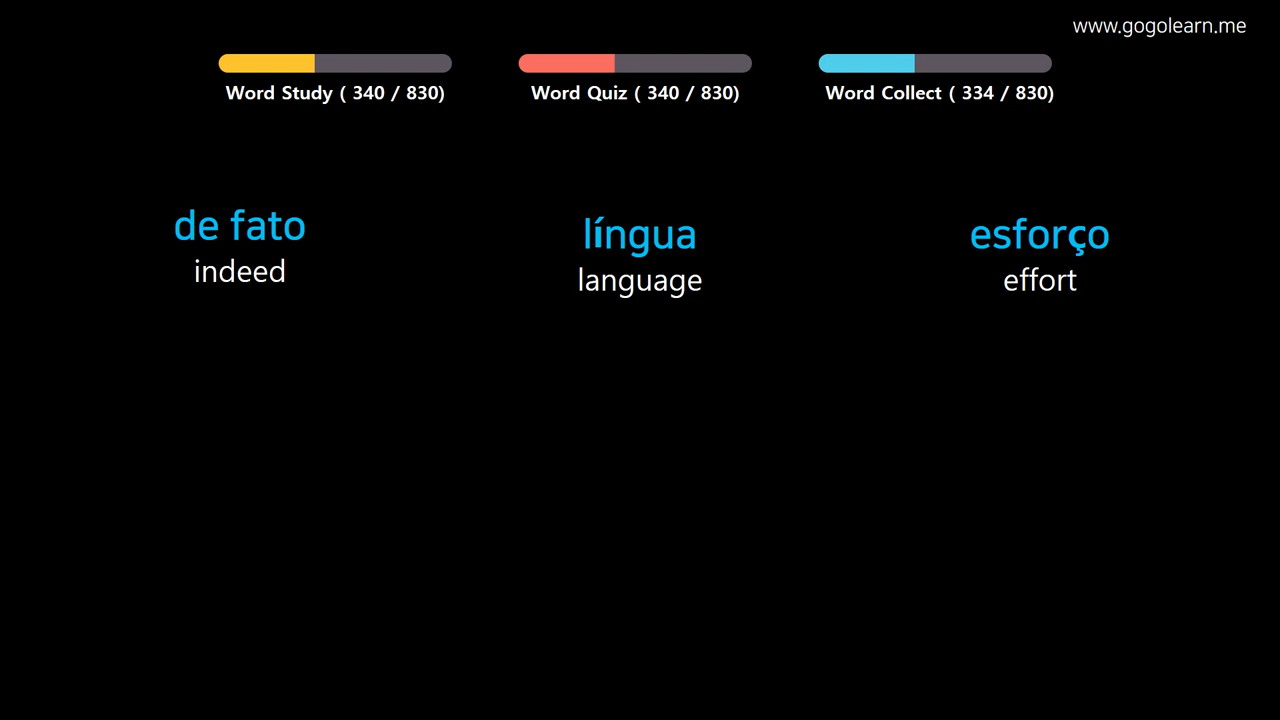 www.gogolearn.me
Word Study ( 340 / 830)
Word Quiz ( 340 / 830)
Word Collect ( 334 / 830)
de fato
indeed
língua
language
esforço
effort